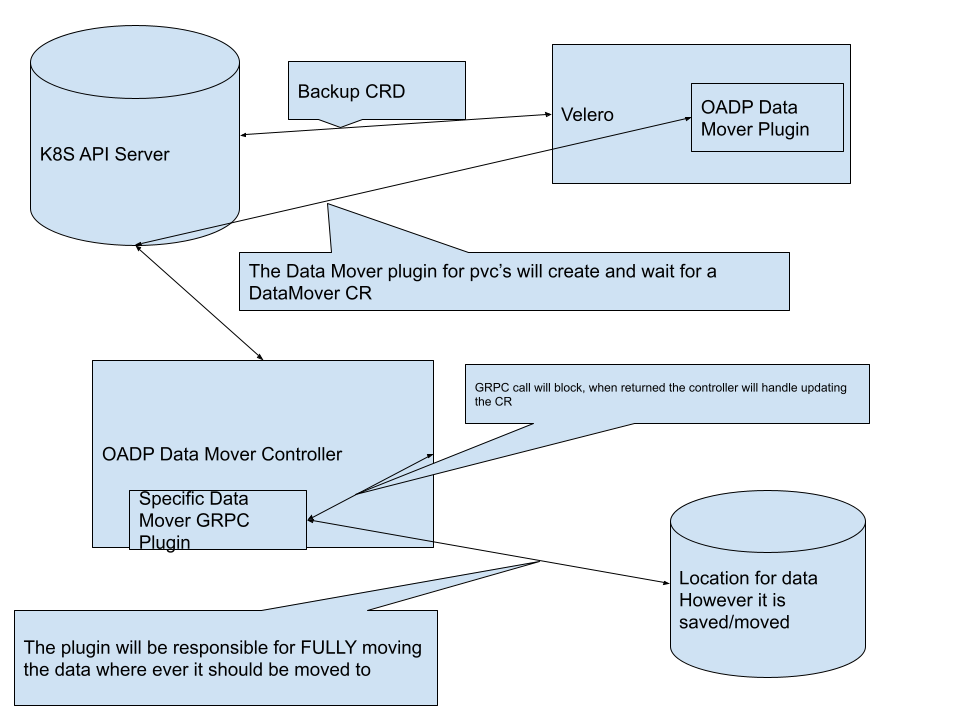 Backup CRD
Velero
OADP Data
Mover Plugin
K8S API Server
The Data Mover plugin for pvc's will create and wait for a
DataMover CR
GRPC call will block, when returned the controller will handle updating
the CR
OADP Data Mover Controller
Specific Data
Mover GRPC
Plugin
Location for data
However it is
saved/moved
The plugin will be responsible for FULLY moving
the data where ever it should be moved to